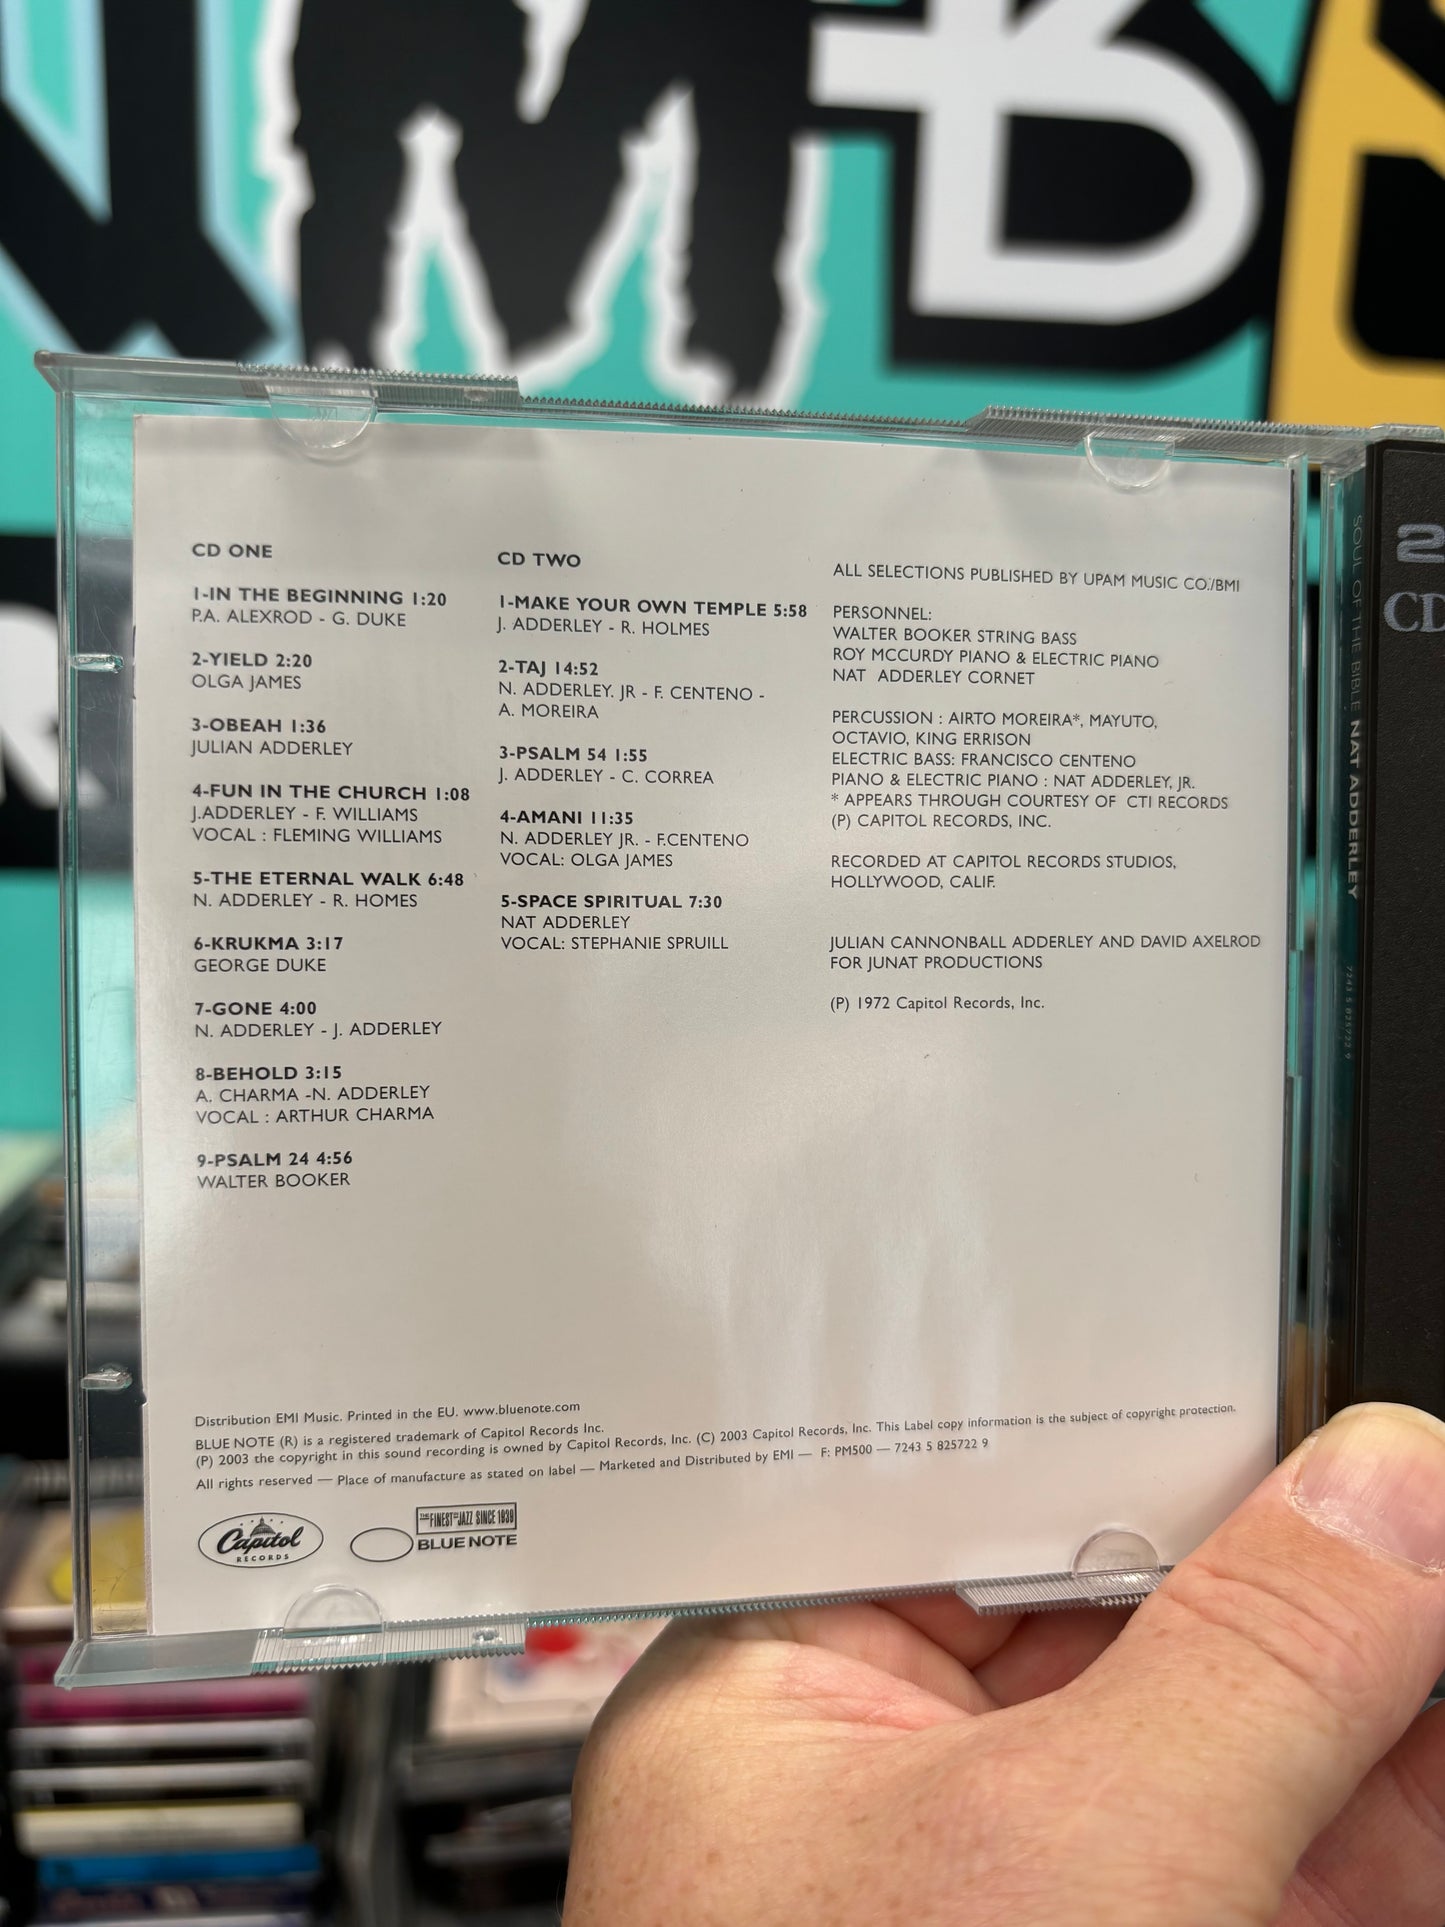 CD ONE
1-IN THE BEGINNING 1:20
P.A. ALEXROD - G. DUKE
2-YIELD 2:20
OLGA JAMES
3-OBEAH 1:36
JULIAN ADDERLEY
4-FUN IN THE CHURCH 1:08
J.ADDERLEY - F. WILLIAMS
VOCAL : FLEMING WILLIAMS
5-THE ETERNAL WALK 6:48
N. ADDERLEY - R. HOMES
6-KRUKMA 3:17
GEORGE DUKE
7-GONE 4:00
N. ADDERLEY - J. ADDERLEY
8-BEHOLD 3:15
A. CHARMA -N. ADDERLEY
VOCAL : ARTHUR CHARMA
9-PSALM 24 4:56
WALTER BOOKER
CD TWO
1-MAKE YOUR OWN TEMPLE 5:58
J. ADDERLEY - R. HOLMES
2-TAJ 14:52
N. ADDERLEY. JR - F. CENTENO -
A. MOREIRA
3-PSALM 54 1:55
J. ADDERLEY - C. CORREA
4-AMANI 11:35
N. ADDERLEY JR. - F.CENTENO
VOCAL: OLGA JAMES
5-SPACE SPIRITUAL 7:30
NAT ADDERLEY
VOCAL: STEPHANIE SPRUILL
ALL SELECTIONS PUBLISHED BY UPAM MUSIC CO./BMI
PERSONNEL:
WALTER BOOKER STRING BASS
ROY MCCURDY PIANO & ELECTRIC PIANO
NAT ADDERLEY CORNET
PERCUSSION : AIRTO MOREIRA*, MAYUTO,
OCTAVIO, KING ERRISON
ELECTRIC BASS: FRANCISCO CENTENO
PIANO & ELECTRIC PIANO : NAT ADDERLEY, JR.
* APPEARS THROUGH COURTESY OF CTI RECORDS
(P) CAPITOL RECORDS, INC.
RECORDED AT CAPITOL RECORDS STUDIOS,
HOLLYWOOD, CALIF.
JULIAN CANNONBALL ADDERLEY AND DAVID AXELROD
FOR JUNAT PRODUCTIONS
(P) 1972 Capitol Records, Inc.
Distribution EMI Music. Printed in the EU. www.bluenote.com
BLUE NOTE (R) is a registered trademark of Capitol Records Inc.
(P) 2003 the copyright in this sound recording is owned by Capitol Records, Inc. (C) 2003 Capitol Records, Inc. This Label copy information is the subject of copyright protection.
All rights reserved — Place of manufacture as stated on label — Marketed and Distributed by EMI — F: PM500 — 7243 5 825722 9
Capitol
RECORDS
THE FINEST IN JAZZ SINCE 1939
BLUE NOTE
SOUL OF THE BIBLE NAT ADDERLEY
7243 5 825722 9
2
CD